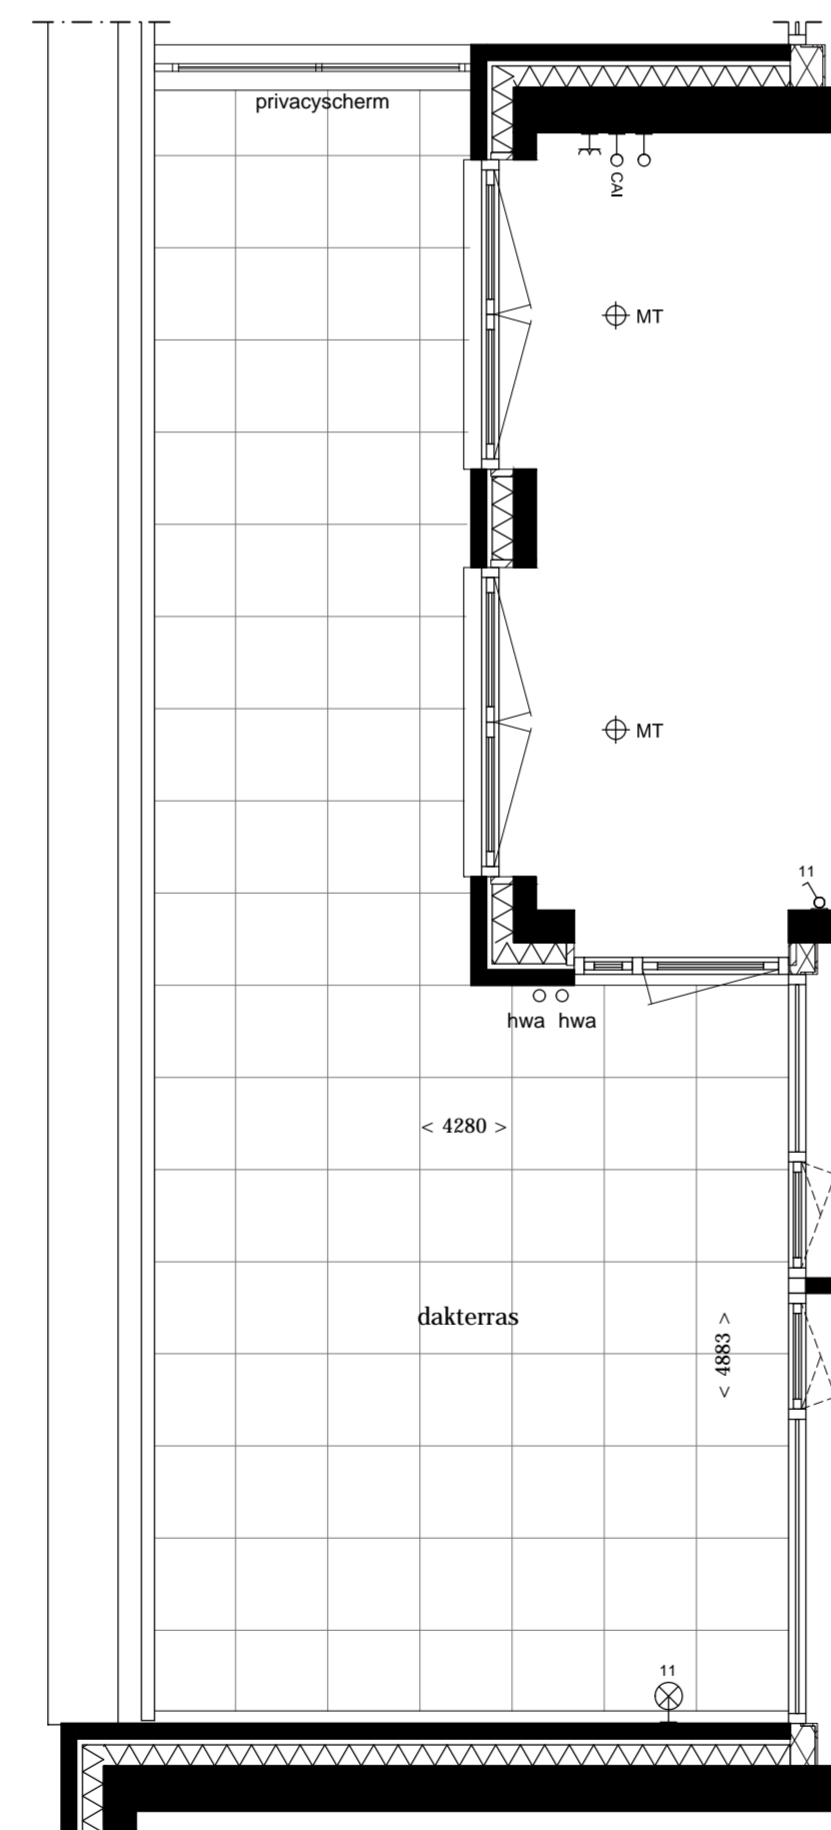 privacyscherm
CAI
MT
MT
11
hwa hwa
< 4280 >
dakterras
< 4883 >
11